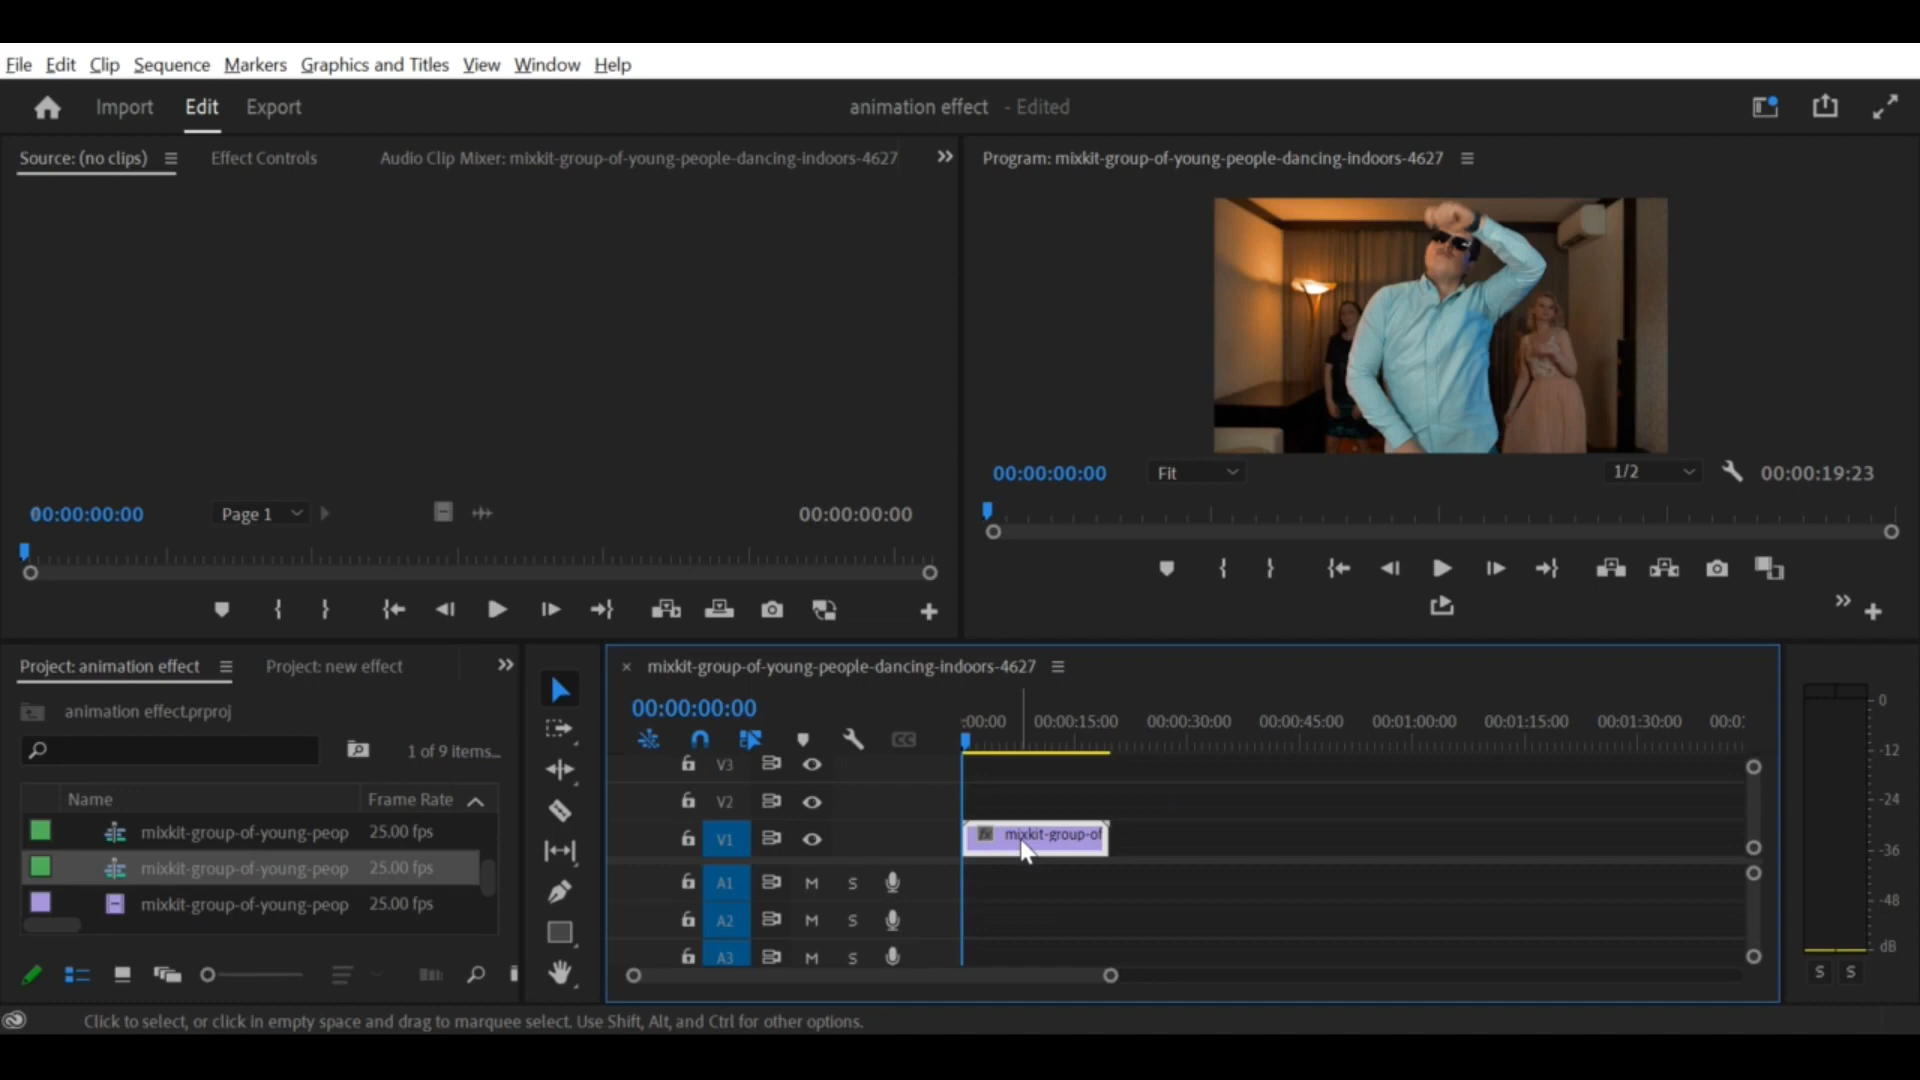 File Edit Clip Sequence Markers Graphics and Titles View Window Help
Import Edit Export animation effect - Edited
Source: (no clips) Effect Controls Audio Clip Mixer: mixkit-group-of-young-people-dancing-indoors-4627
Program: mixkit-group-of-young-people-dancing-indoors-4627
00:00:00:00 Fit 1/2 00:00:19:23
00:00:00:00 Page 1 00:00:00:00
Project: animation effect Project: new effect
animation effect.prproj
1 of 9 items...
Name Frame Rate
mixkit-group-of-young-peop 25.00 fps
mixkit-group-of-young-peop 25.00 fps
mixkit-group-of-young-peop 25.00 fps
× mixkit-group-of-young-people-dancing-indoors-4627
00:00:00:00
:00:00 00:00:15:00 00:00:30:00 00:00:45:00 00:01:00:00 00:01:15:00 00:01:30:00 00:0
V3
V2
V1 fx mixkit-group-of
A1 M S
A2 M S
A3 M S
0
-12
-24
-36
-48
dB
S S
Click to select, or click in empty space and drag to marquee select. Use Shift, Alt, and Ctrl for other options.